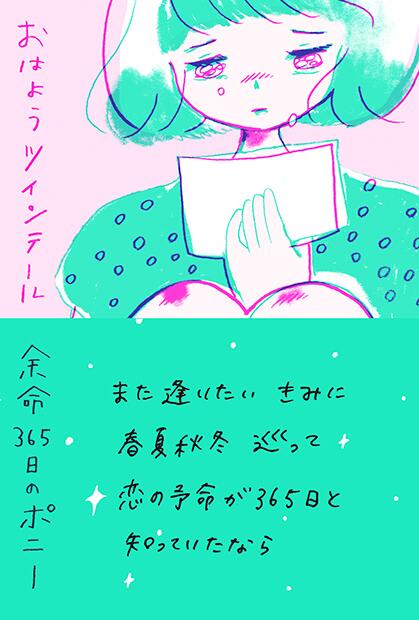 おはようツインテール
余命365日のポニー
また逢いたい きみに
春夏秋冬 巡って
恋の予命が365日と
知っていたなら